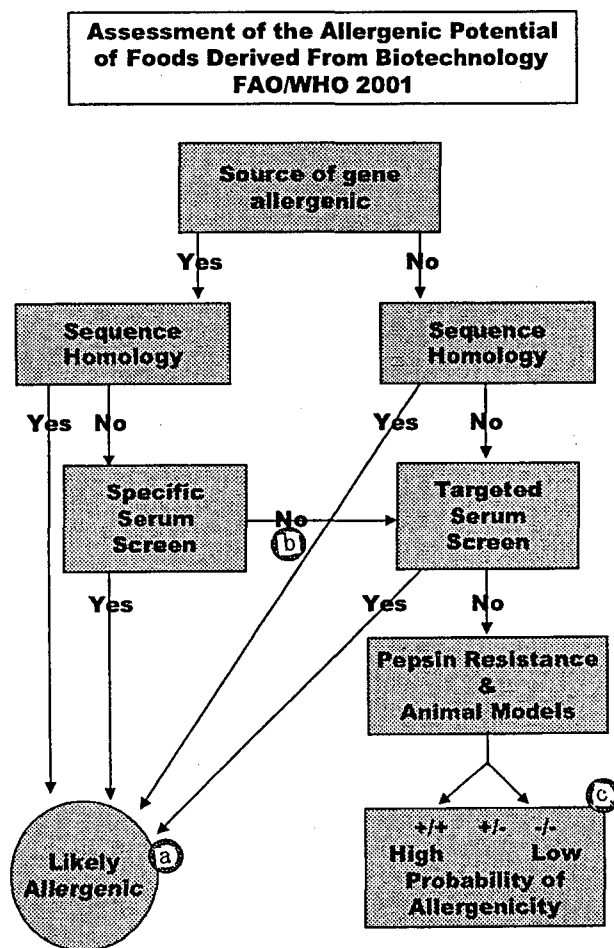 Assessment of the Allergenic Potential
of Foods Derived From Biotechnology
FAO/WHO 2001
Source of gene
allergenic
Yes
No
Sequence
Homology
Sequence
Homology
Yes
No
Yes
No
Specific
Serum
Screen
No
b
Targeted
Serum
Screen
Yes
Yes
No
Pepsin Resistance
&
Animal Models
Likely
Allergenic
a
c
+/+ +/- -/-
High Low
Probability of
Allergenicity